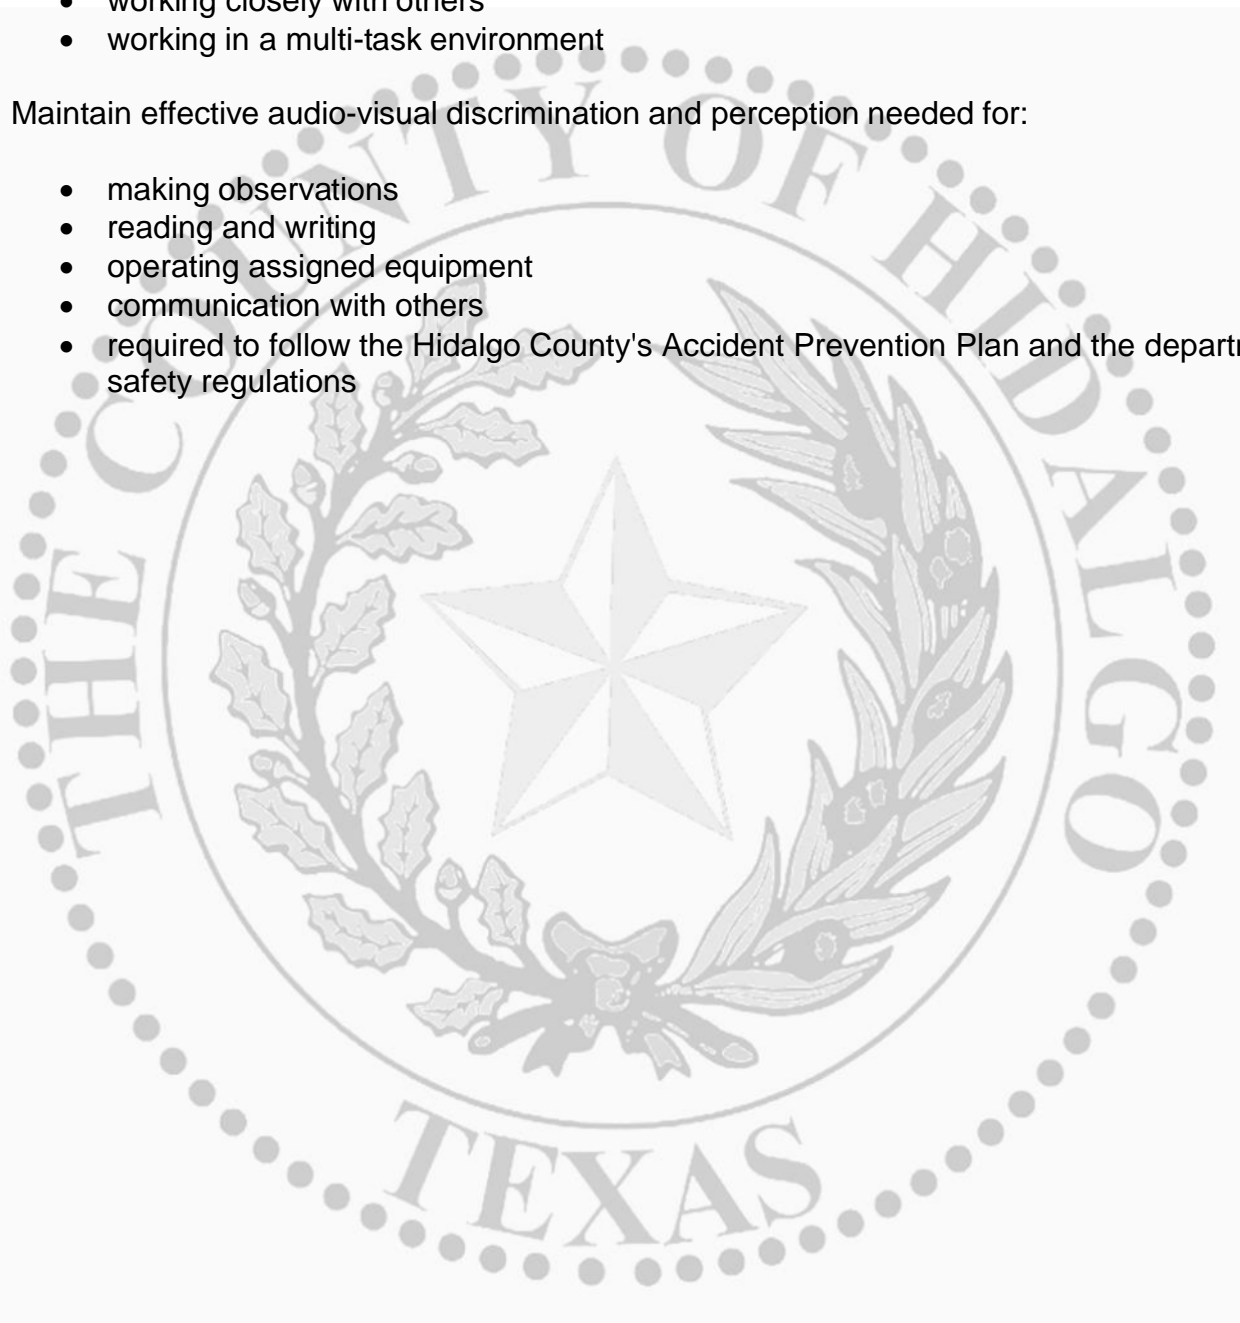 • working closely with others
• working in a multi-task environment
Maintain effective audio-visual discrimination and perception needed for:
• making observations
• reading and writing
• operating assigned equipment
• communication with others
• required to follow the Hidalgo County's Accident Prevention Plan and the
safety regulations
THE COUNTY OF HIDALGO
TEXAS